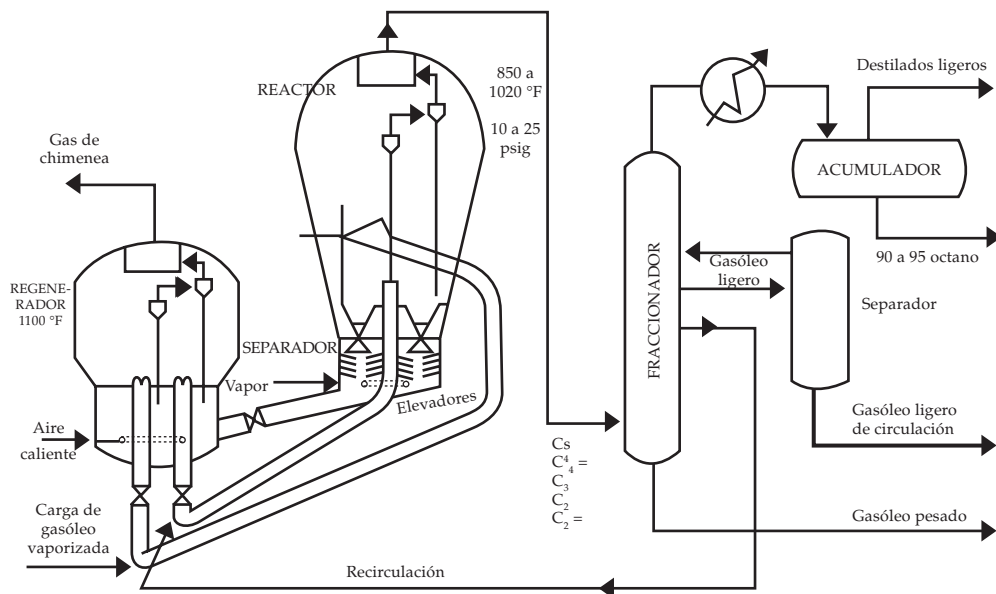 Gas de
chimenea
REGENE-
RADOR
1100 °F
Aire
caliente
Carga de
gasóleo
vaporizada
REACTOR
850 a
1020 °F
10 a 25
psig
SEPARADOR
Vapor
Elevadores
Recirculación
Cs
C4
4 =
C3
C2
C2 =
FRACCIONADOR
Destilados ligeros
ACUMULADOR
90 a 95 octano
Gasóleo
ligero
Separador
Gasóleo ligero
de circulación
Gasóleo pesado